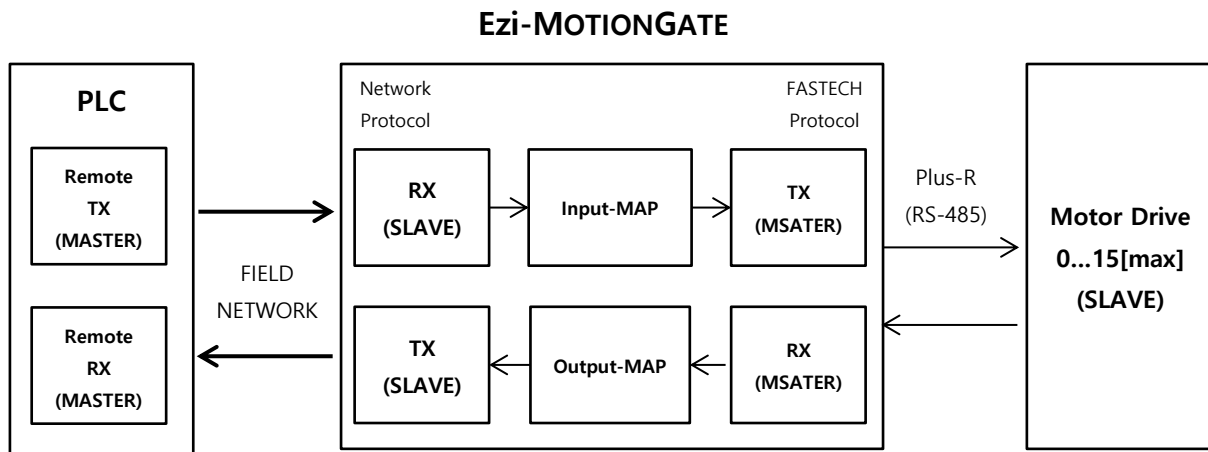 Ezi-MOTIONGATE
PLC
Remote
TX
(MASTER)
Remote
RX
(MASTER)
FIELD
NETWORK
Network
Protocol
FASTECH
Protocol
RX
(SLAVE)
Input-MAP
TX
(MSATER)
TX
(SLAVE)
Output-MAP
RX
(MSATER)
Plus-R
(RS-485)
Motor Drive
0...15[max]
(SLAVE)